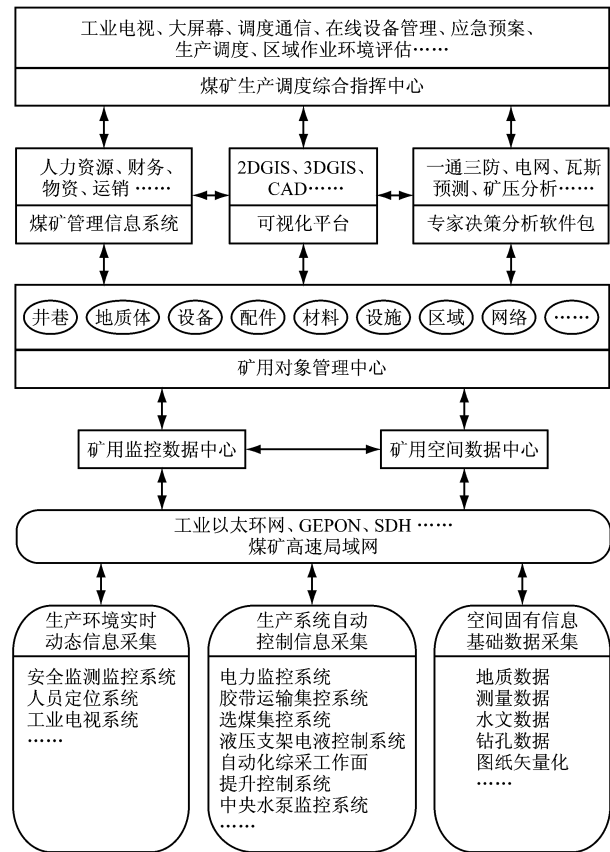 工业电视、大屏幕、调度通信、在线设备管理、应急预案、
生产调度、区域作业环境评估……
煤矿生产调度综合指挥中心
人力资源、财务、
物资、运销……
煤矿管理信息系统
2DGIS、3DGIS、
CAD……
可视化平台
一通三防、电网、瓦斯
预测、矿压分析……
专家决策分析软件包
井巷 地质体 设备 配件 材料 设施 区域 网络 ……
矿用对象管理中心
矿用监控数据中心
矿用空间数据中心
工业以太环网、GEPON、SDH……
煤矿高速局域网
生产环境实时
动态信息采集
安全监测监控系统
人员定位系统
工业电视系统
……
生产系统自动
控制信息采集
电力监控系统
胶带运输集控系统
选煤集控系统
液压支架电液控制系统
自动化综采工作面
提升控制系统
中央水泵监控系统
……
空间固有信息
基础数据采集
地质数据
测量数据
水文数据
钻孔数据
图纸矢量化
……